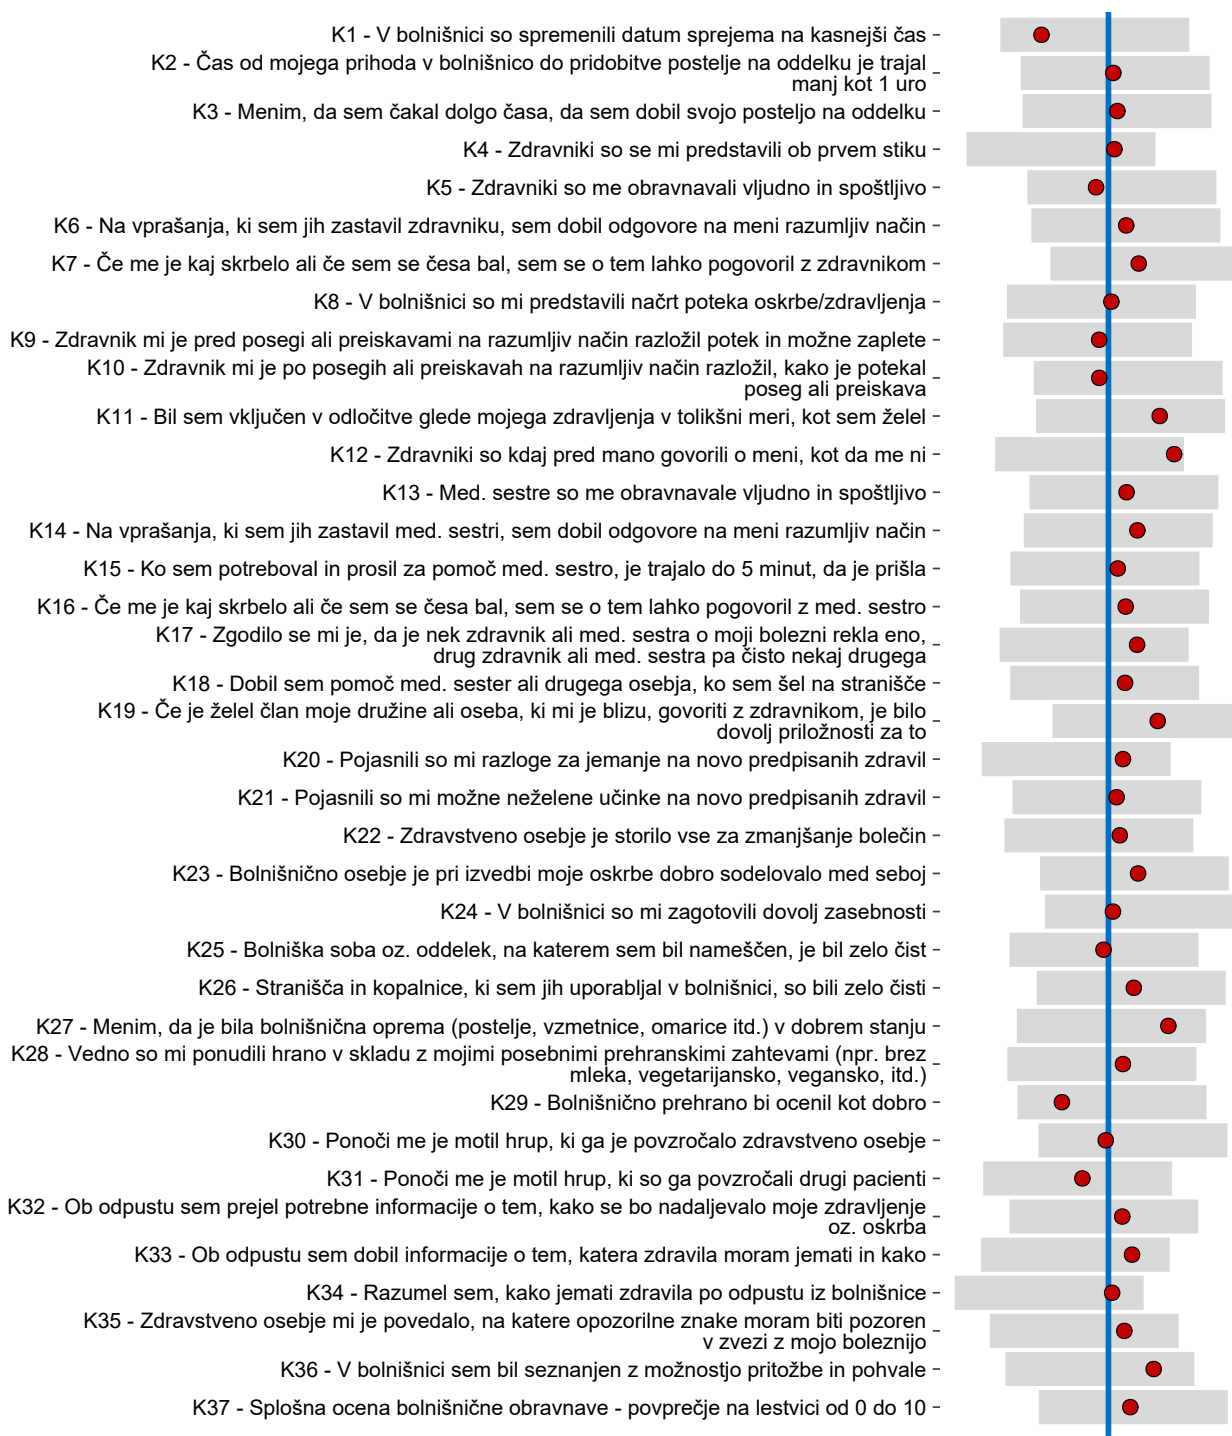 K1 - V bolnišnici so spremenili datum sprejema na kasnejši čas
K2 - Čas od mojega prihoda v bolnišnico do pridobitve postelje na oddelku je trajal
manj kot 1 uro
K3 - Menim, da sem čakal dolgo časa, da sem dobil svojo posteljo na oddelku
K4 - Zdravniki so se mi predstavili ob prvem stiku
K5 - Zdravniki so me obravnavali vljudno in spoštljivo
K6 - Na vprašanja, ki sem jih zastavil zdravniku, sem dobil odgovore na meni razumljiv način
K7 - Če me je kaj skrbelo ali če sem se česa bal, sem se o tem lahko pogovoril z zdravnikom
K8 - V bolnišnici so mi predstavili načrt poteka oskrbe/zdravljenja
K9 - Zdravnik mi je pred posegi ali preiskavami na razumljiv način razložil potek in možne zaplete
K10 - Zdravnik mi je po posegih ali preiskavah na razumljiv način razložil, kako je potekal
poseg ali preiskava
K11 - Bil sem vključen v odločitve glede mojega zdravljenja v tolikšni meri, kot sem želel
K12 - Zdravniki so kdaj pred mano govorili o meni, kot da me ni
K13 - Med. sestre so me obravnavale vljudno in spoštljivo
K14 - Na vprašanja, ki sem jih zastavil med. sestri, sem dobil odgovore na meni razumljiv način
K15 - Ko sem potreboval in prosil za pomoč med. sestro, je trajalo do 5 minut, da je prišla
K16 - Če me je kaj skrbelo ali če sem se česa bal, sem se o tem lahko pogovoril z med. sestro
K17 - Zgodilo se mi je, da je nek zdravnik ali med. sestra o moji bolezni rekla eno,
drug zdravnik ali med. sestra pa čisto nekaj drugega
K18 - Dobil sem pomoč med. sester ali drugega osebja, ko sem šel na stranišče
K19 - Če je želel član moje družine ali oseba, ki mi je blizu, govoriti z zdravnikom, je bilo
dovolj priložnosti za to
K20 - Pojasnili so mi razloge za jemanje na novo predpisanih zdravil
K21 - Pojasnili so mi možne neželene učinke na novo predpisanih zdravil
K22 - Zdravstveno osebje je storilo vse za zmanjšanje bolečin
K23 - Bolnišnično osebje je pri izvedbi moje oskrbe dobro sodelovalo med seboj
K24 - V bolnišnici so mi zagotovili dovolj zasebnosti
K25 - Bolniška soba oz. oddelek, na katerem sem bil nameščen, je bil zelo čist
K26 - Stranišča in kopalnice, ki sem jih uporabljal v bolnišnici, so bili zelo čisti
K27 - Menim, da je bila bolnišnična oprema (postelje, vzmetnice, omarice itd.) v dobrem stanju
K28 - Vedno so mi ponudili hrano v skladu z mojimi posebnimi prehranskimi zahtevami (npr. brez
mleka, vegetarijansko, vegansko, itd.)
K29 - Bolnišnično prehrano bi ocenil kot dobro
K30 - Ponoči me je motil hrup, ki ga je povzročalo zdravstveno osebje
K31 - Ponoči me je motil hrup, ki so ga povzročali drugi pacienti
K32 - Ob odpustu sem prejel potrebne informacije o tem, kako se bo nadaljevalo moje zdravljenje
oz. oskrba
K33 - Ob odpustu sem dobil informacije o tem, katera zdravila moram jemati in kako
K34 - Razumel sem, kako jemati zdravila po odpustu iz bolnišnice
K35 - Zdravstveno osebje mi je povedalo, na katere opozorilne znake moram biti pozoren
v zvezi z mojo boleznijo
K36 - V bolnišnici sem bil seznanjen z možnostjo pritožbe in pohvale
K37 - Splošna ocena bolnišnične obravnave - povprečje na lestvici od 0 do 10